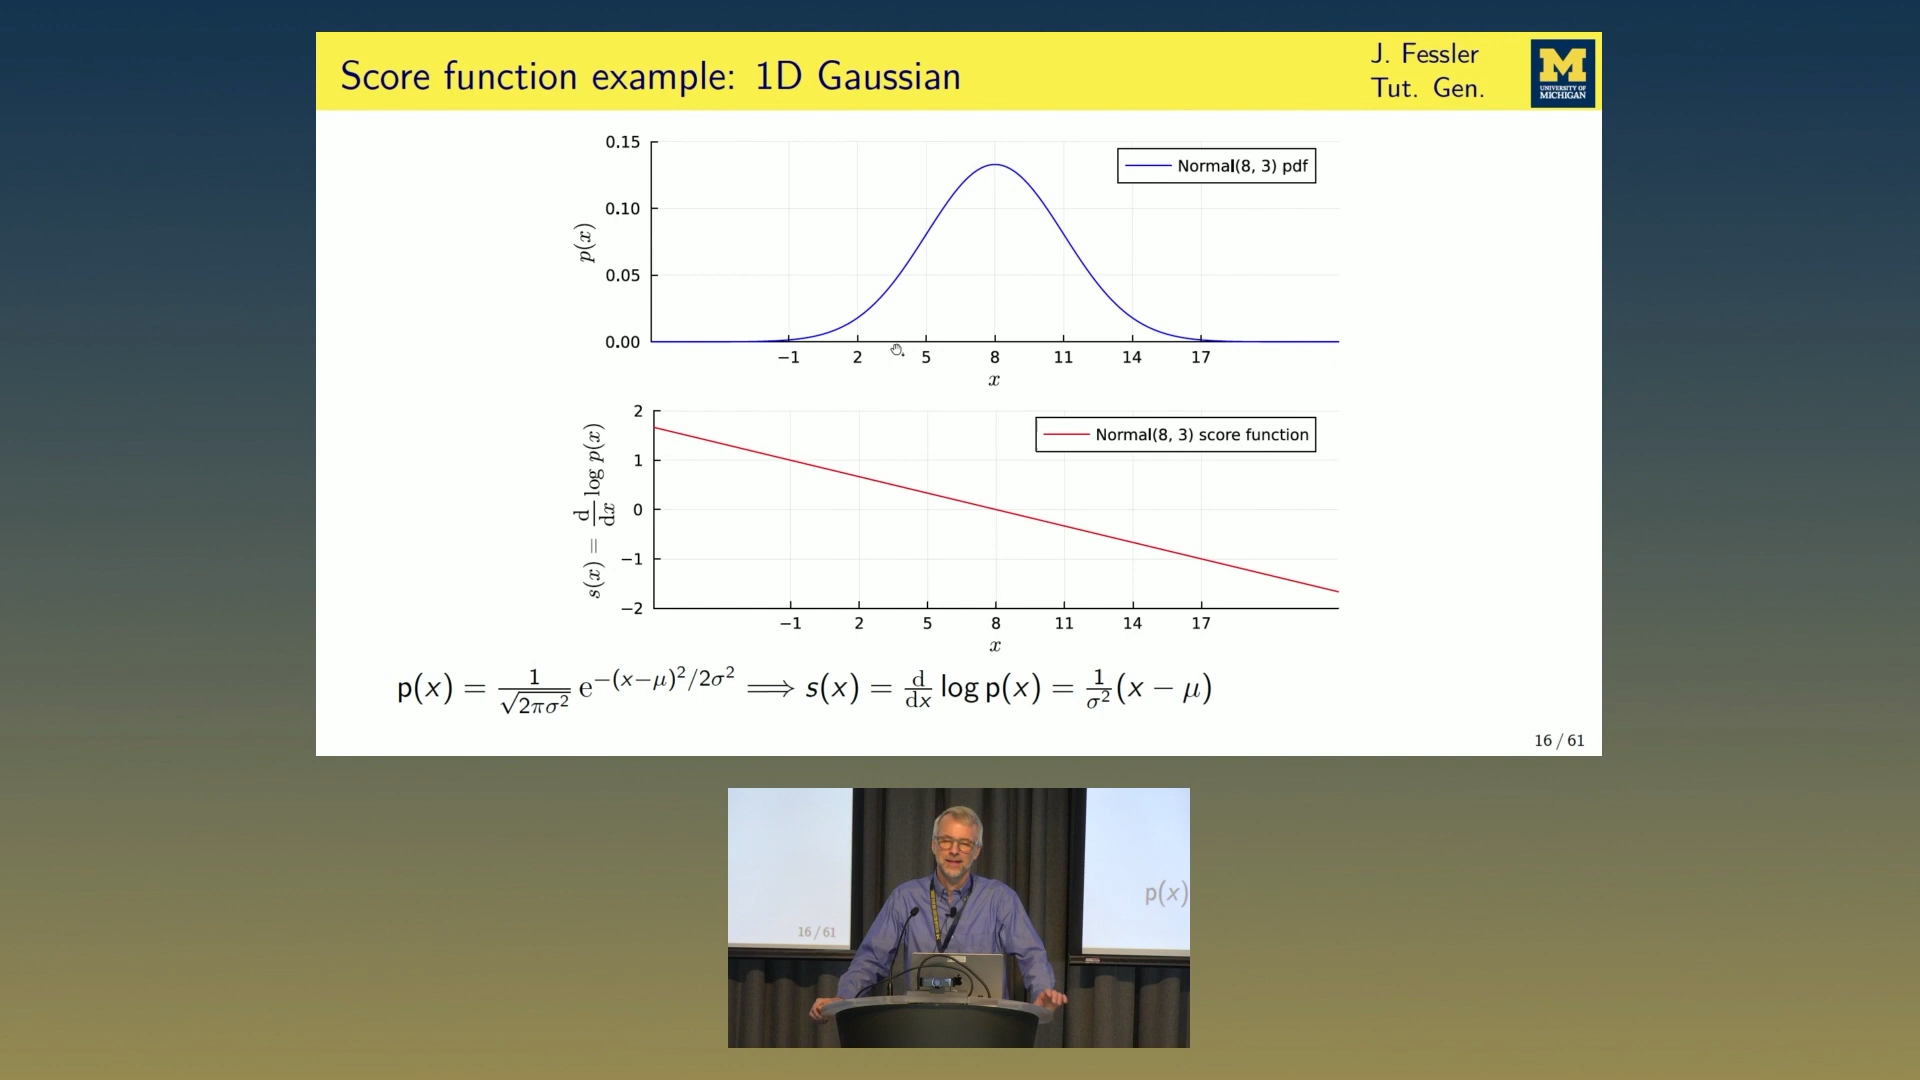 Score function example: 1D Gaussian
J. Fessler
Tut. Gen.
M
UNIVERSITY OF
MICHIGAN
0.15
0.10
0.05
0.00
p(x)
Normal(8, 3) pdf
−1 2 5 8 11 14 17
x
2
1
0
−1
−2
s(x) = d/dx log p(x)
Normal(8, 3) score function
−1 2 5 8 11 14 17
x
p(x) = 1/√(2πσ²) e^(−(x−μ)²/2σ²) ⟹ s(x) = d/dx log p(x) = 1/σ² (x − μ)
16 / 61
16 / 61
p(x)